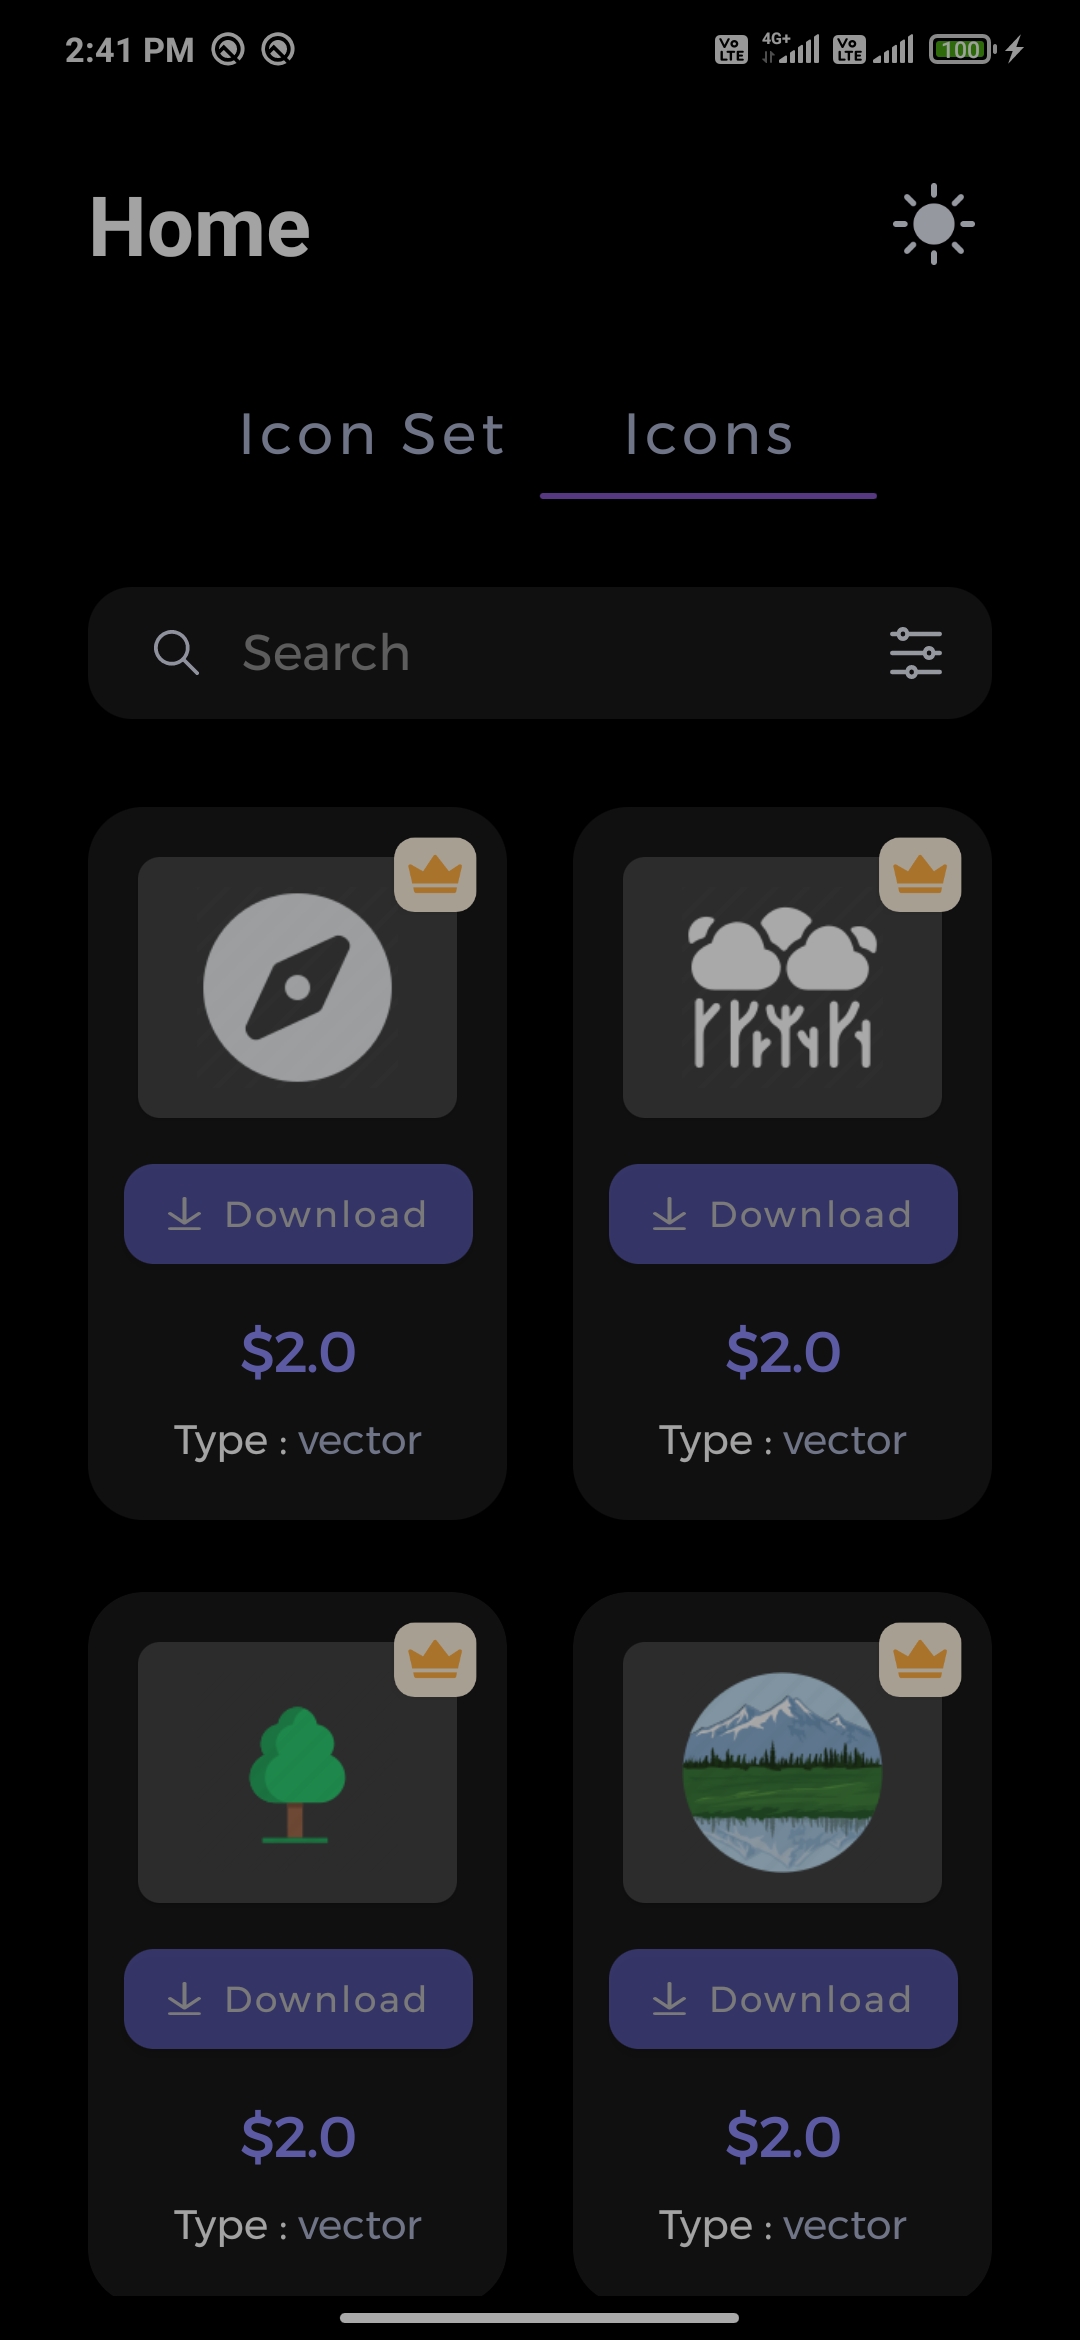 2:41 PM
Vo LTE 4G+ Vo LTE 100
Home
Icon Set Icons
Search
Download Download
$2.0 $2.0
Type : vector Type : vector
Download Download
$2.0 $2.0
Type : vector Type : vector